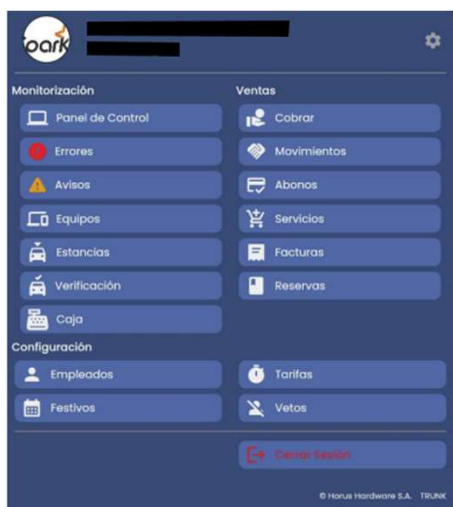 park
Monitorización
Panel de Control
Errores
Avisos
Equipos
Estancias
Verificación
Caja
Ventas
Cobrar
Movimientos
Abonos
Servicios
Facturas
Reservas
Configuración
Empleados
Festivos
Tarifas
Vetos
Cerrar Sesión
© Horus Hardware S.A. TRUNK